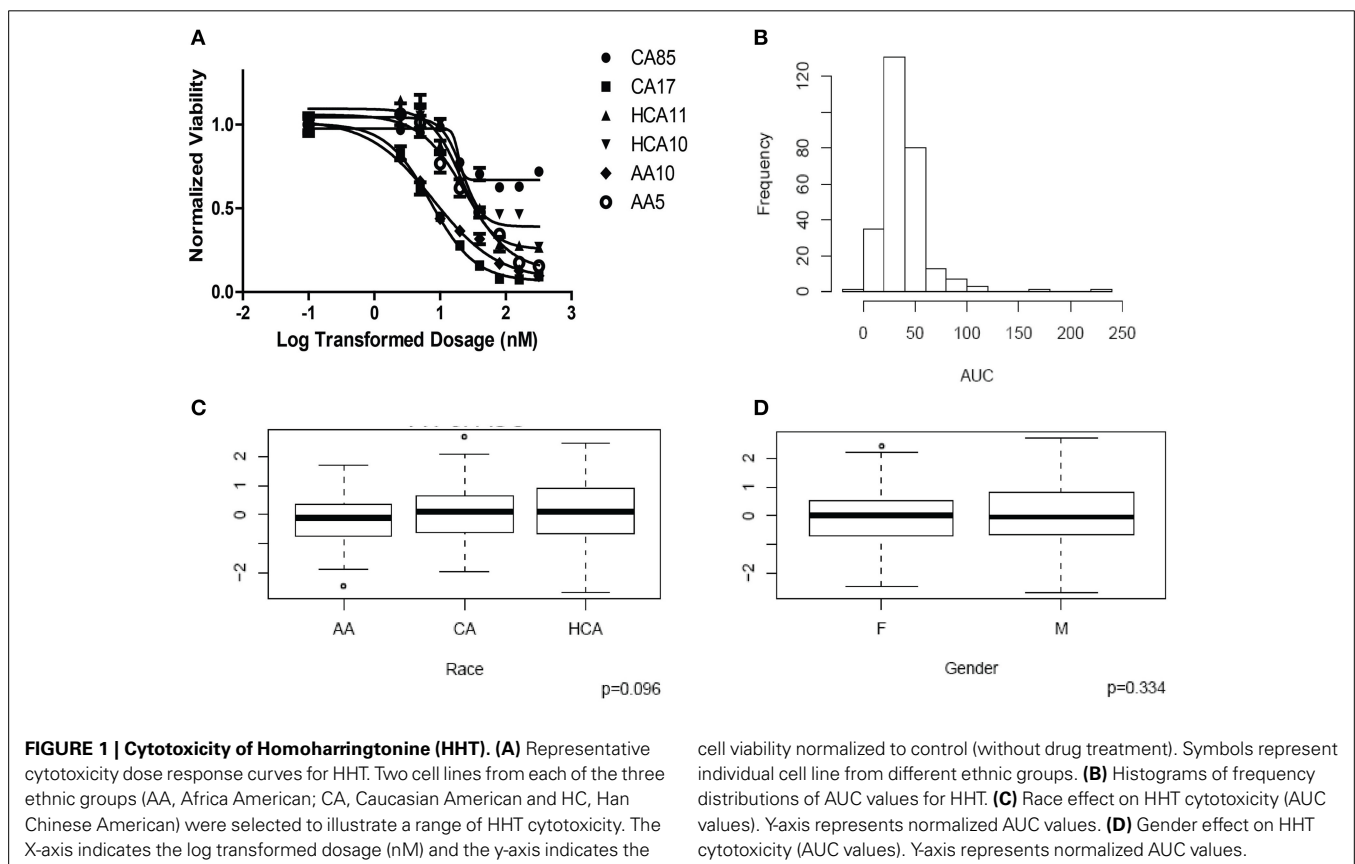 A
CA85
CA17
HCA11
HCA10
AA10
AA5
Normalized Viability
1.0
0.5
0.0
-2
-1
0
1
2
3
Log Transformed Dosage (nM)
B
Frequency
120
80
60
40
20
0
0
50
100
150
200
250
AUC
C
2
1
0
-2
AA
CA
HCA
Race
p=0.096
D
2
1
0
-2
F
M
Gender
p=0.334
FIGURE 1 | Cytotoxicity of Homoharringtonine (HHT). (A) Representative
cytotoxicity dose response curves for HHT. Two cell lines from each of the three
ethnic groups (AA, Africa American; CA, Caucasian American and HC, Han
Chinese American) were selected to illustrate a range of HHT cytotoxicity. The
X-axis indicates the log transformed dosage (nM) and the y-axis indicates the
cell viability normalized to control (without drug treatment). Symbols represent
individual cell line from different ethnic groups. (B) Histograms of frequency
distributions of AUC values for HHT. (C) Race effect on HHT cytotoxicity (AUC
values). Y-axis represents normalized AUC values. (D) Gender effect on HHT
cytotoxicity (AUC values). Y-axis represents normalized AUC values.